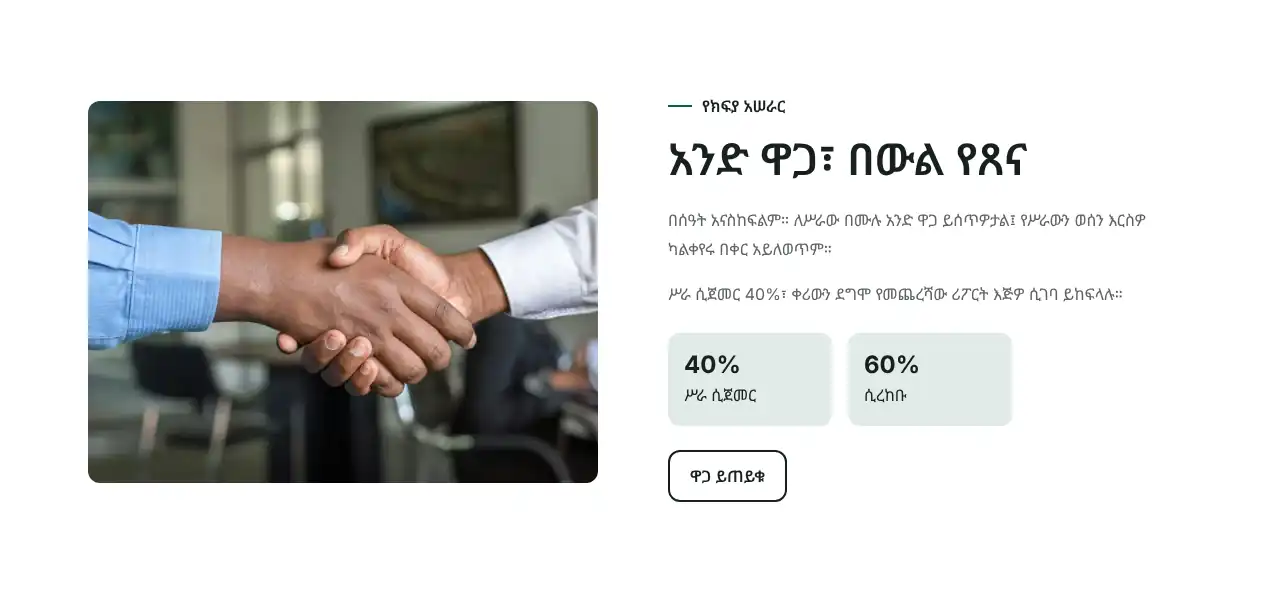 የክፍያ አሠራር
አንድ ዋጋ፣ በውል የጸና
በሰዓት አናስከፍልም። ለሥራው በሙሉ አንድ ዋጋ ይሰጥዎታል፤ የሥራውን ወሰን እርስዎ
ካልቀየሩ በቀር አይለወጥም።
ሥራ ሲጀመር 40%፣ ቀሪውን ደግሞ የመጨረሻው ሪፖርት እጅዎ ሲገባ ይከፍላሉ።
40%
ሥራ ሲጀመር
60%
ሲረከቡ
ዋጋ ይጠይቁ